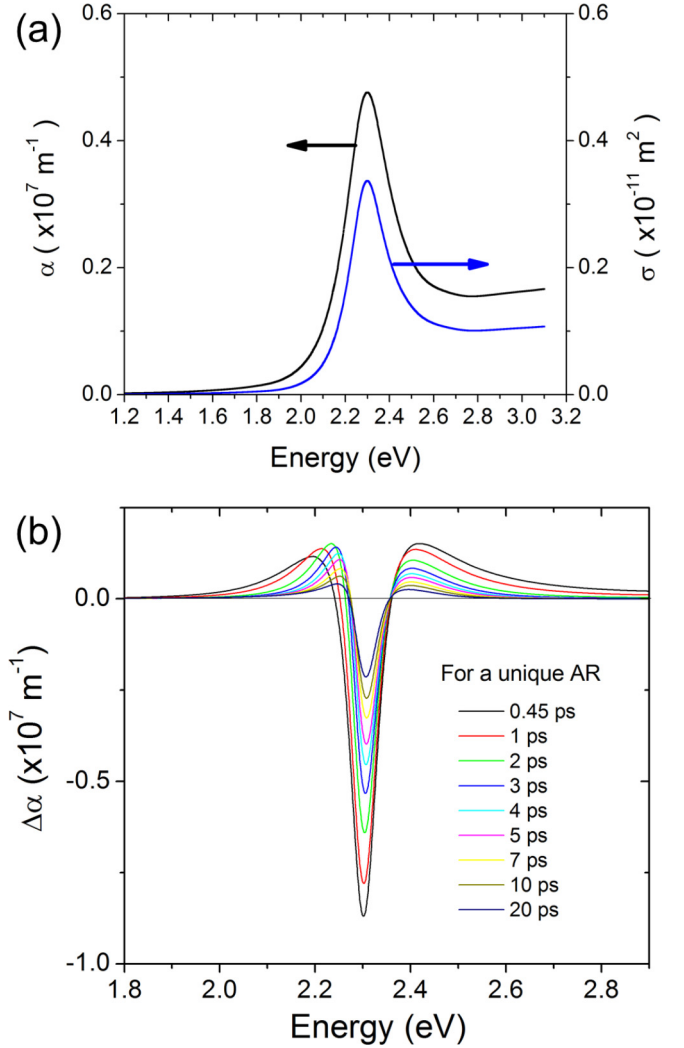 (a)
0.6
0.4
0.2
0.0
α ( x10⁷ m⁻¹)
0.6
0.4
0.2
0.0
σ ( x10⁻¹¹ m²)
1.2 1.4 1.6 1.8 2.0 2.2 2.4 2.6 2.8 3.0 3.2
Energy (eV)
(b)
0.0
-0.5
-1.0
Δα (x10⁷ m⁻¹)
For a unique AR
0.45 ps
1 ps
2 ps
3 ps
4 ps
5 ps
7 ps
10 ps
20 ps
1.8 2.0 2.2 2.4 2.6 2.8
Energy (eV)